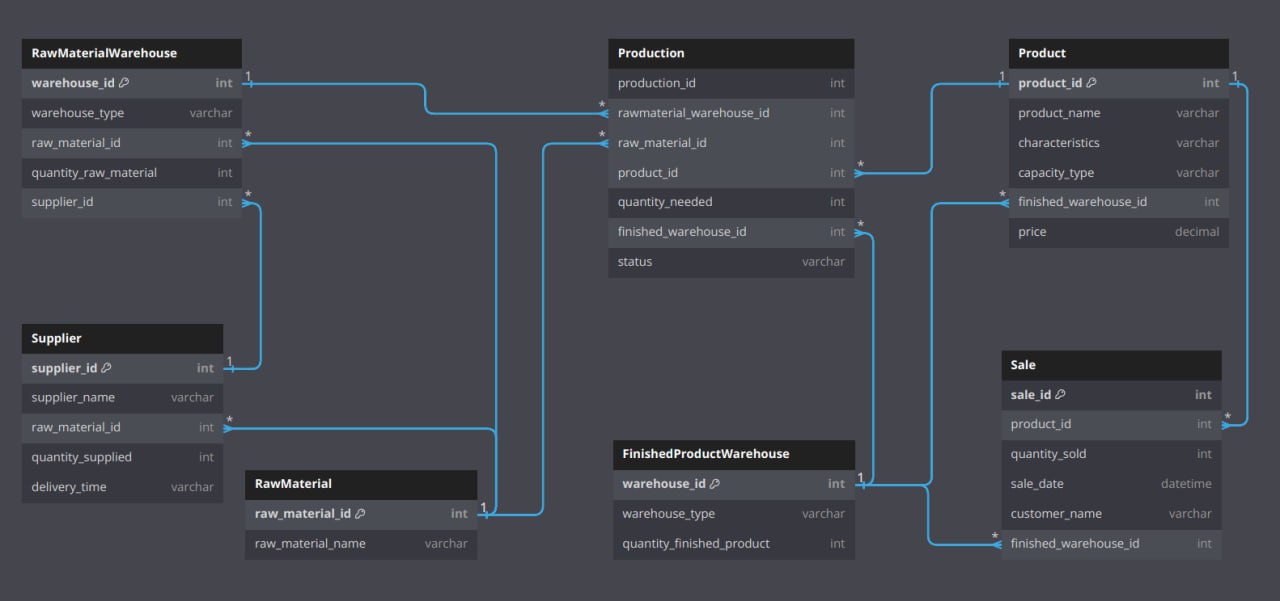 RawMaterialWarehouse
warehouse_id int
warehouse_type varchar
raw_material_id int
quantity_raw_material int
supplier_id int
1
*
*
Production
production_id int
rawmaterial_warehouse_id int
raw_material_id int
product_id int
quantity_needed int
finished_warehouse_id int
status varchar
*
*
*
*
Product
product_id int
product_name varchar
characteristics varchar
capacity_type varchar
finished_warehouse_id int
price decimal
1
1
*
Supplier
supplier_id int
supplier_name varchar
raw_material_id int
quantity_supplied int
delivery_time varchar
1
*
RawMaterial
raw_material_id int
raw_material_name varchar
1
FinishedProductWarehouse
warehouse_id int
warehouse_type varchar
quantity_finished_product int
1
Sale
sale_id int
product_id int
quantity_sold int
sale_date datetime
customer_name varchar
finished_warehouse_id int
*
*